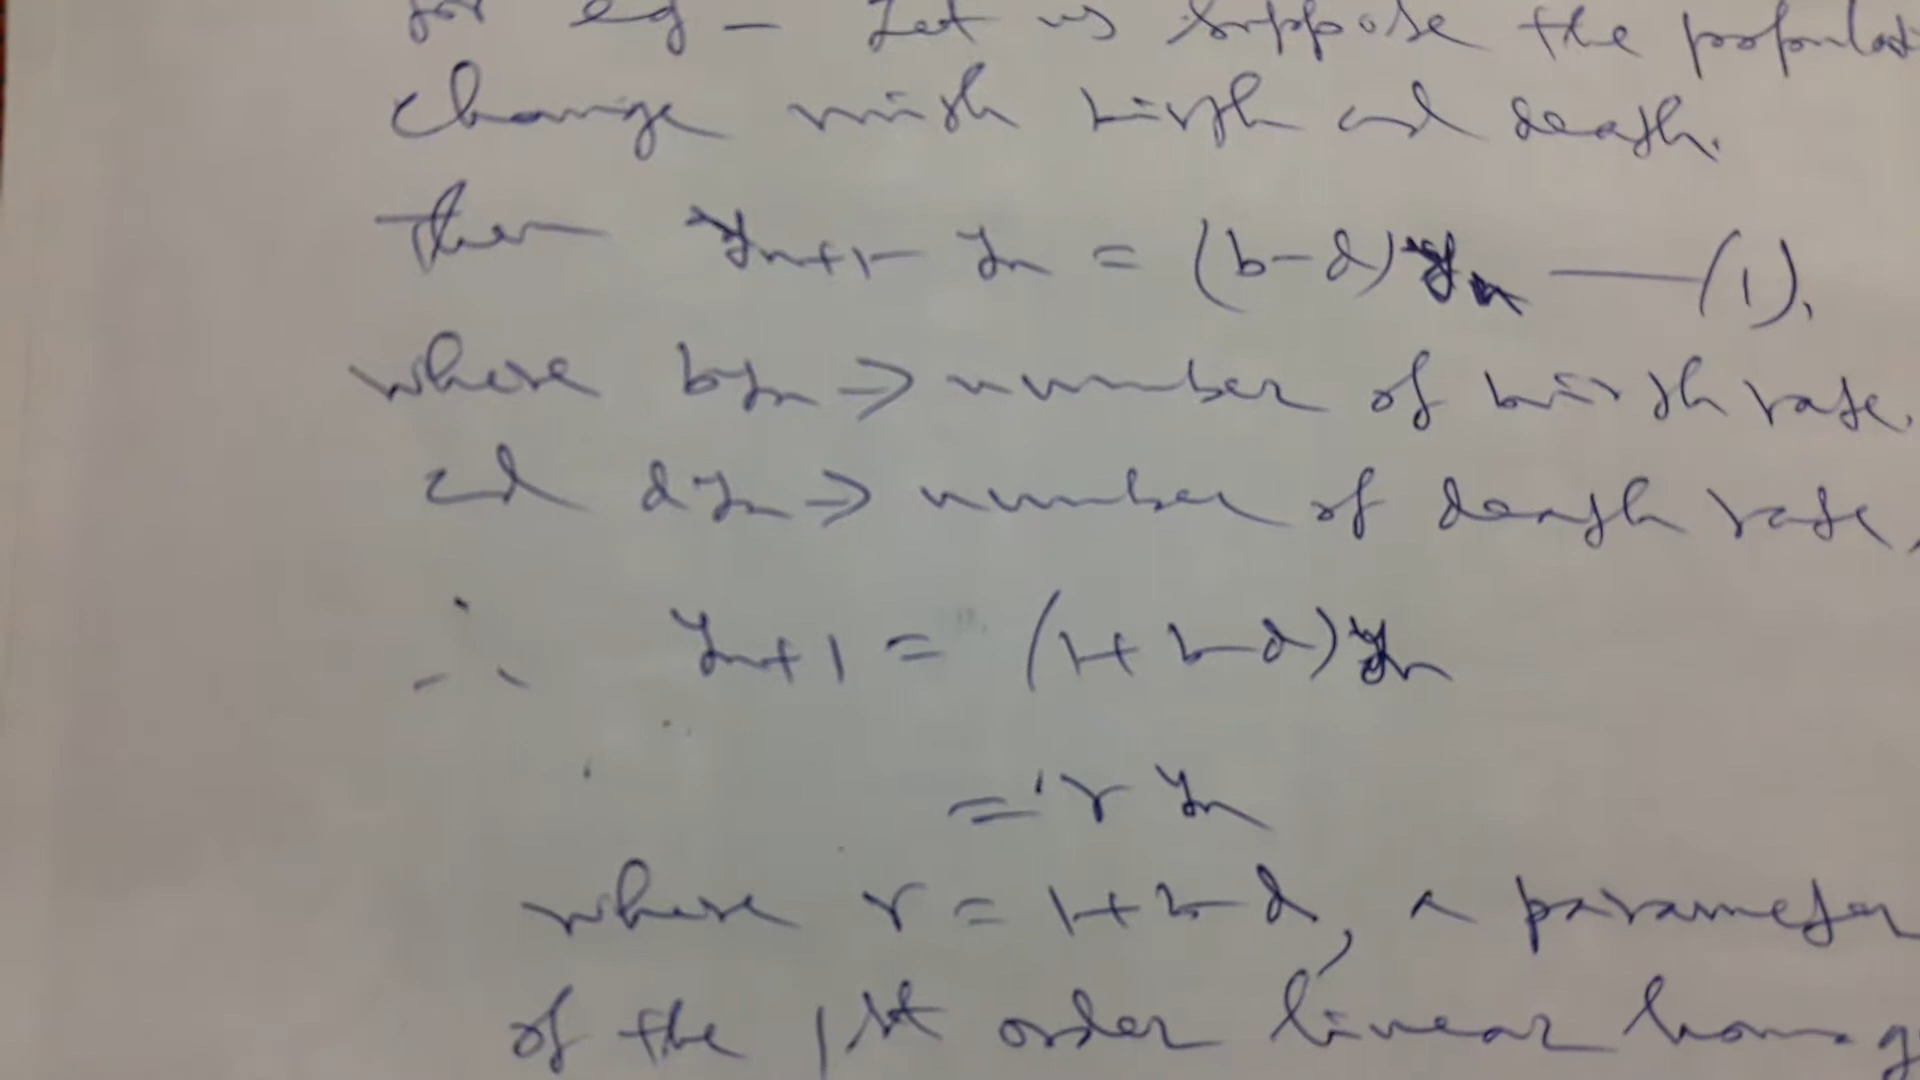 for eg - Let us suppose the populat
change with birth and death.
Then yn+1 - yn = (b-d)yn —— (1).
where byn ⇒ number of birth rate.
and dyn ⇒ number of death rate,
∴ yn+1 = (1+b-d)yn
= r yn
where r = 1+b-d, a parameter
of the 1st order linear homog